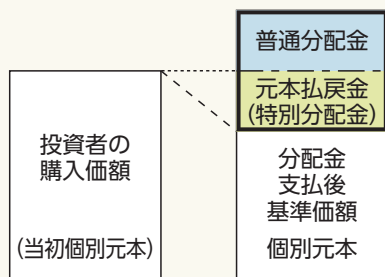 普通分配金
元本払戻金
(特別分配金)
投資者の
購入価額
(当初個別元本)
分配金
支払後
基準価額
個別元本